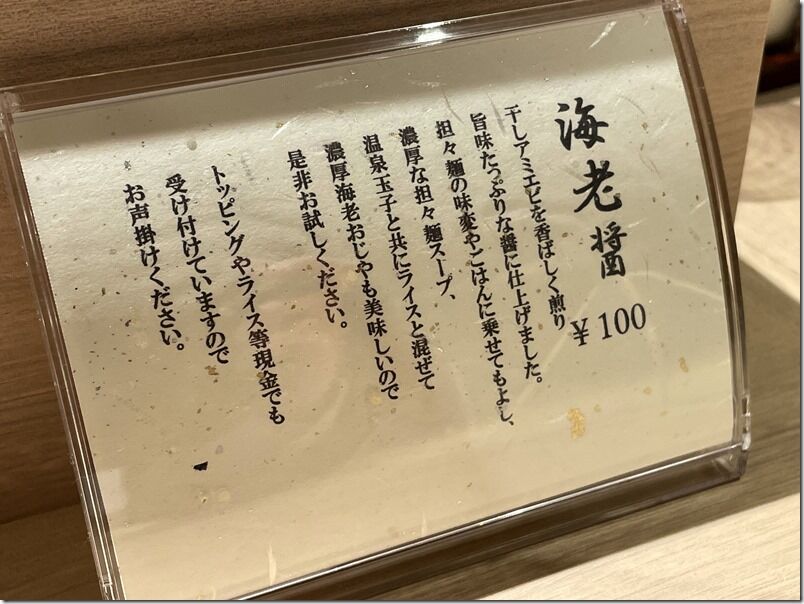 海老醤
￥100
干しアミエビを香ばしく煎り
旨味たっぷりな醤に仕上げました。
担々麺の味変やごはんに乗せてもよし、
濃厚な担々麺スープ、
温泉玉子と共にライスと混ぜて
濃厚海老おじやも美味しいので
是非お試しください。
トッピングやライス等現金でも
受け付けていますので
お声掛けください。